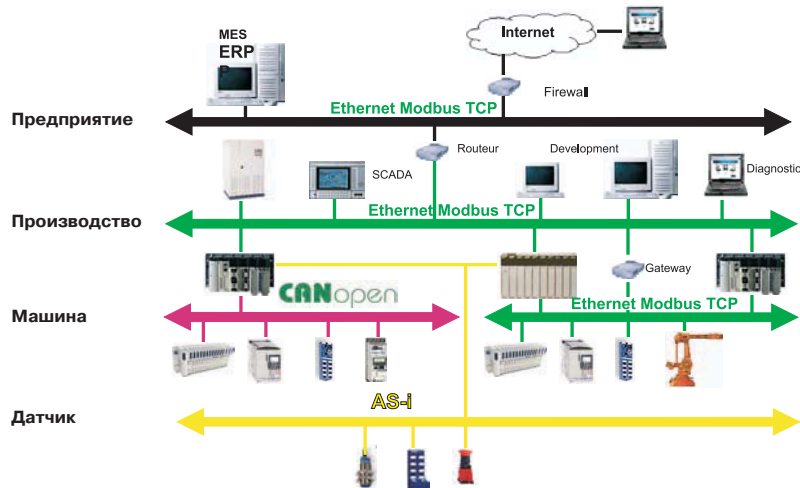 MES
ERP
Internet
Firewall
Ethernet Modbus TCP
Предприятие
Routeur
Development
SCADA
Diagnostic
Ethernet Modbus TCP
Производство
Gateway
CANopen
Ethernet Modbus TCP
Машина
AS-i
Датчик